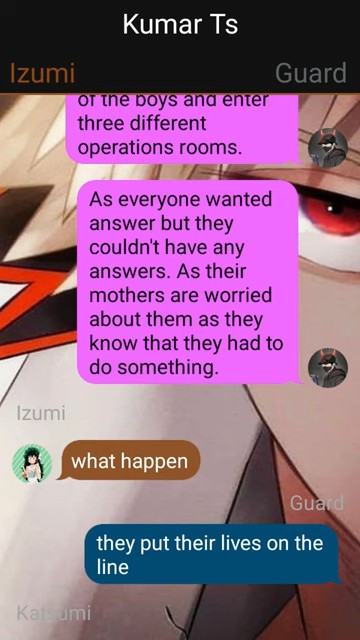 Kumar Ts
Izumi
Guard
of the boys and enter
three different
operations rooms.
As everyone wanted
answer but they
couldn't have any
answers. As their
mothers are worried
about them as they
know that they had to
do something.
Izumi
what happen
Guard
they put their lives on the
line
Katsumi